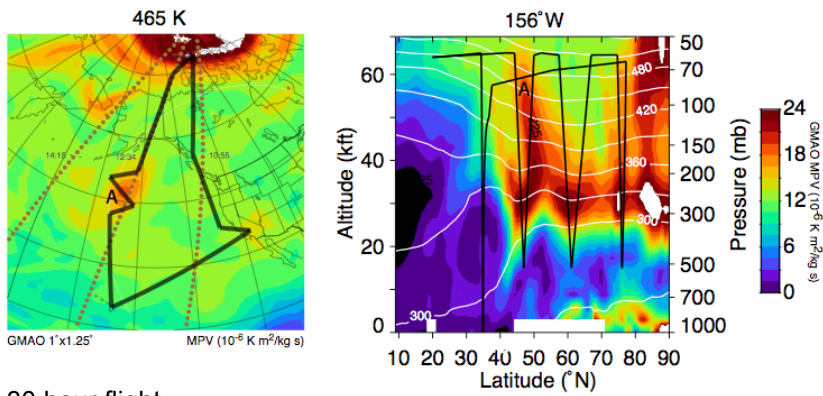 465 K
156˚W
14:15
12:34
10:55
A
GMAO 1˚x1.25˚
MPV (10⁻⁶ K m²/kg s)
Altitude (kft)
60
40
20
0
A
480
420
360
300
300
50
70
100
150
200
300
500
700
1000
Pressure (mb)
10 20 30 40 50 60 70 80 90
Latitude (˚N)
24
18
12
6
0
GMAO MPV (10⁻⁶ K m²/kg s)